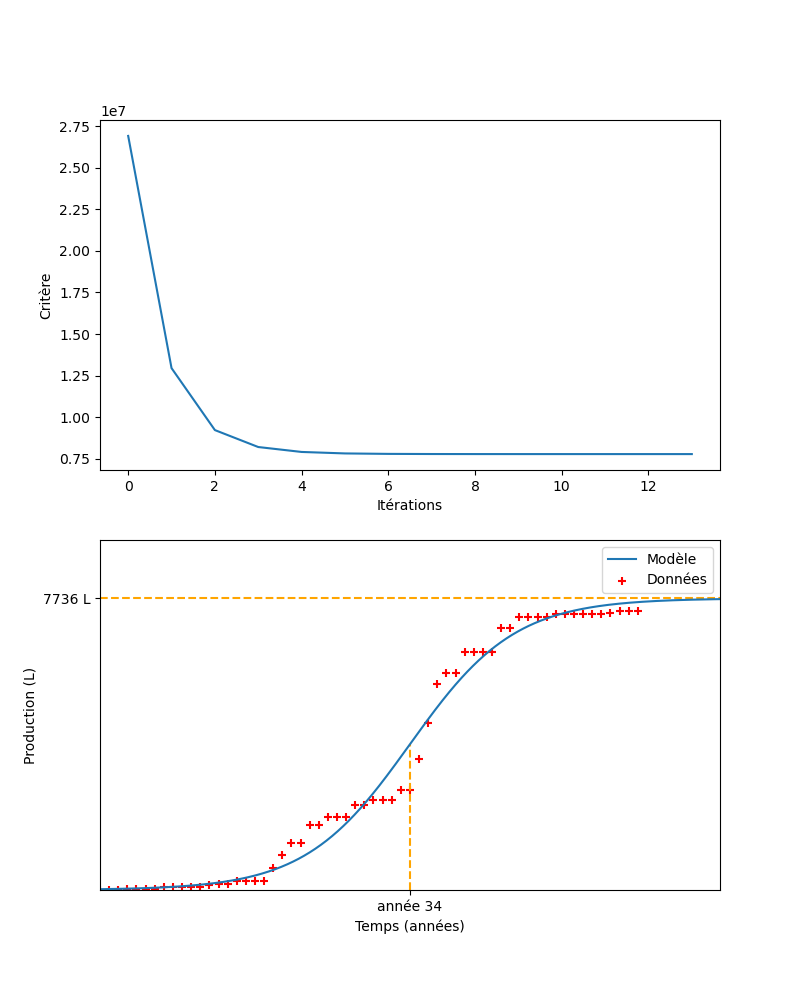 1e7
2.75
2.50
2.25
2.00
1.75
1.50
1.25
1.00
0.75
Critère
0 2 4 6 8 10 12
Itérations
Modèle
Données
7736 L
Production (L)
année 34
Temps (années)